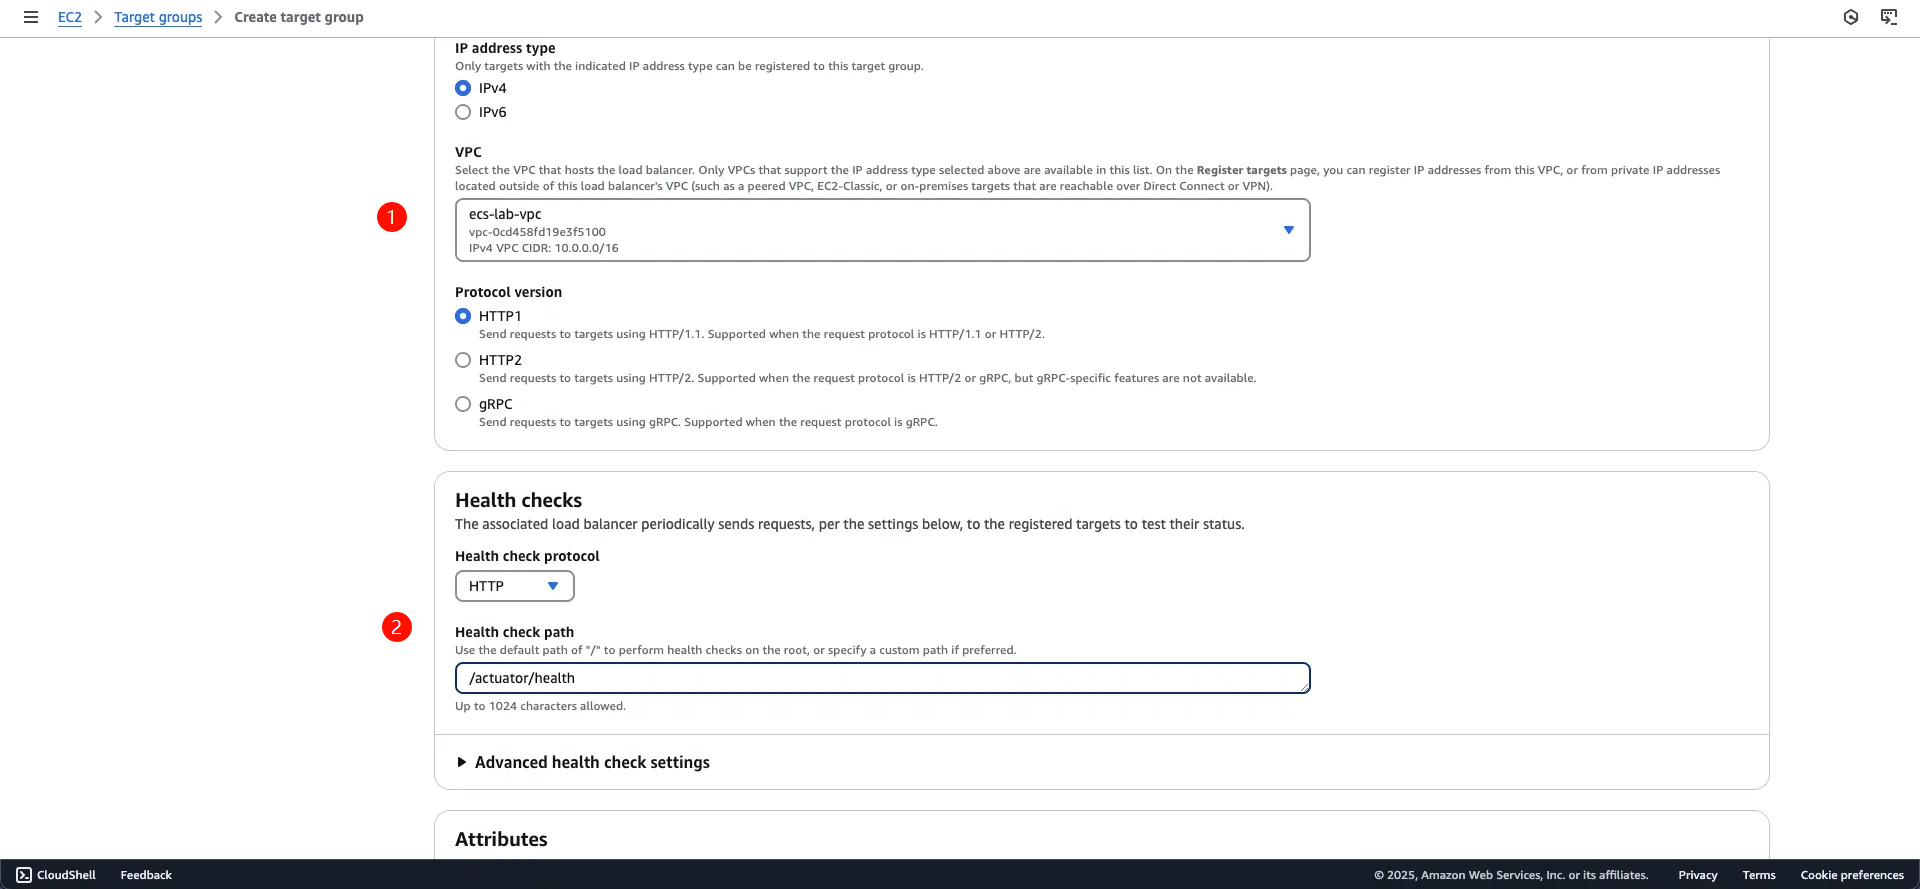 EC2 > Target groups > Create target group
IP address type
Only targets with the indicated IP address type can be registered to this target group.
IPv4
IPv6
VPC
Select the VPC that hosts the load balancer. Only VPCs that support the IP address type selected above are available in this list. On the Register targets page, you can register IP addresses from this VPC, or from private IP addresses
located outside of this load balancer's VPC (such as a peered VPC, EC2-Classic, or on-premises targets that are reachable over Direct Connect or VPN).
1
ecs-lab-vpc
vpc-0cd458fd19e3f5100
IPv4 VPC CIDR: 10.0.0.0/16
Protocol version
HTTP1
Send requests to targets using HTTP/1.1. Supported when the request protocol is HTTP/1.1 or HTTP/2.
HTTP2
Send requests to targets using HTTP/2. Supported when the request protocol is HTTP/2 or gRPC, but gRPC-specific features are not available.
gRPC
Send requests to targets using gRPC. Supported when the request protocol is gRPC.
Health checks
The associated load balancer periodically sends requests, per the settings below, to the registered targets to test their status.
Health check protocol
HTTP
2
Health check path
Use the default path of "/" to perform health checks on the root, or specify a custom path if preferred.
/actuator/health
Up to 1024 characters allowed.
Advanced health check settings
Attributes
CloudShell Feedback © 2025, Amazon Web Services, Inc. or its affiliates. Privacy Terms Cookie preferences